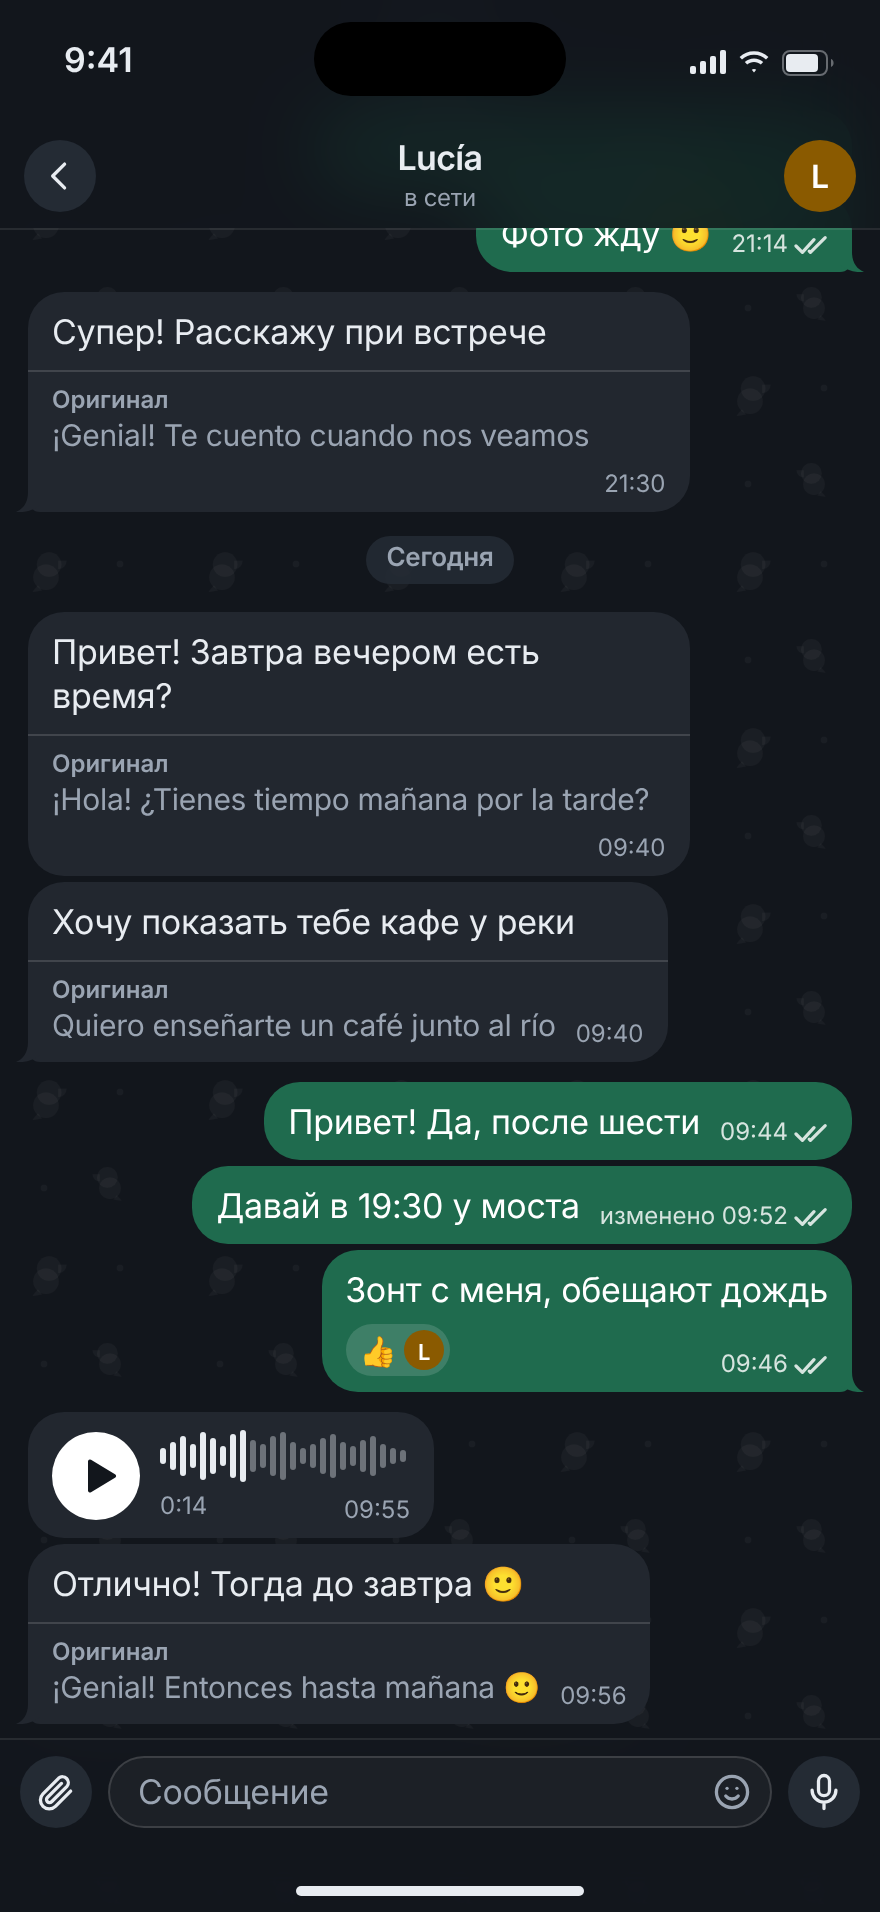 9:41
Lucía
в сети
L
Фото жду 🙂 21:14
Супер! Расскажу при встрече
Оригинал
¡Genial! Te cuento cuando nos veamos
21:30
Сегодня
Привет! Завтра вечером есть
время?
Оригинал
¡Hola! ¿Tienes tiempo mañana por la tarde?
09:40
Хочу показать тебе кафе у реки
Оригинал
Quiero enseñarte un café junto al río 09:40
Привет! Да, после шести 09:44
Давай в 19:30 у моста изменено 09:52
Зонт с меня, обещают дождь
👍 L 09:46
0:14 09:55
Отлично! Тогда до завтра 🙂
Оригинал
¡Genial! Entonces hasta mañana 🙂 09:56
Сообщение